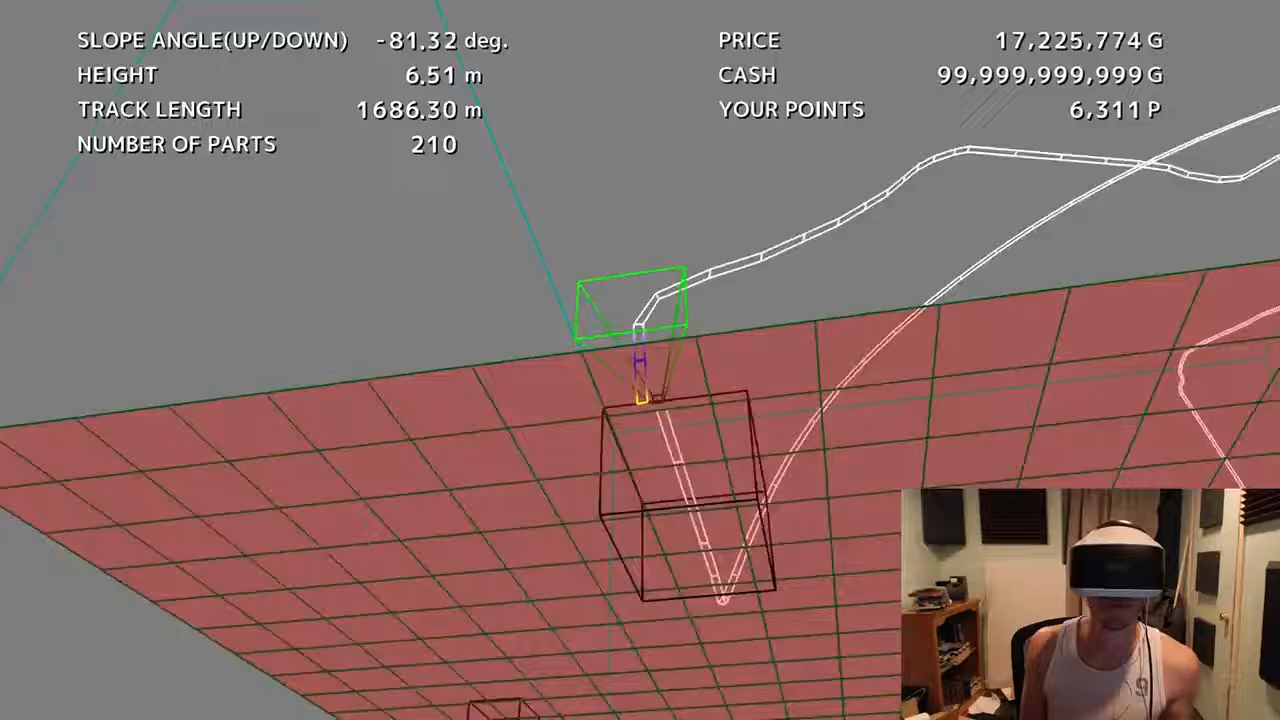 SLOPE ANGLE(UP/DOWN) -81.32 deg.
HEIGHT 6.51 m
TRACK LENGTH 1686.30 m
NUMBER OF PARTS 210
PRICE 17,225,774 G
CASH 99,999,999,999 G
YOUR POINTS 6,311 P
9